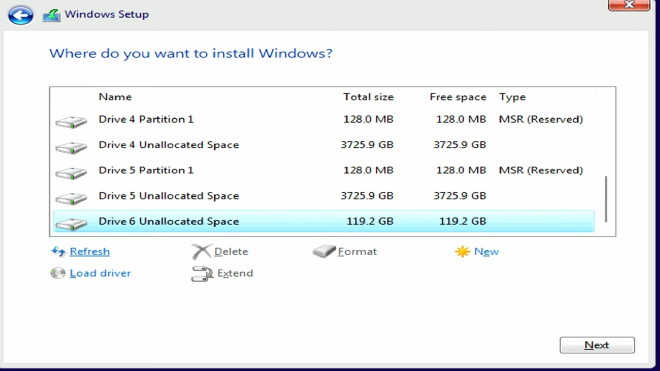 Windows Setup
Where do you want to install Windows?
Name Total size Free space Type
Drive 4 Partition 1 128.0 MB 128.0 MB MSR (Reserved)
Drive 4 Unallocated Space 3725.9 GB 3725.9 GB
Drive 5 Partition 1 128.0 MB 128.0 MB MSR (Reserved)
Drive 5 Unallocated Space 3725.9 GB 3725.9 GB
Drive 6 Unallocated Space 119.2 GB 119.2 GB
Refresh Delete Format New
Load driver Extend
Next